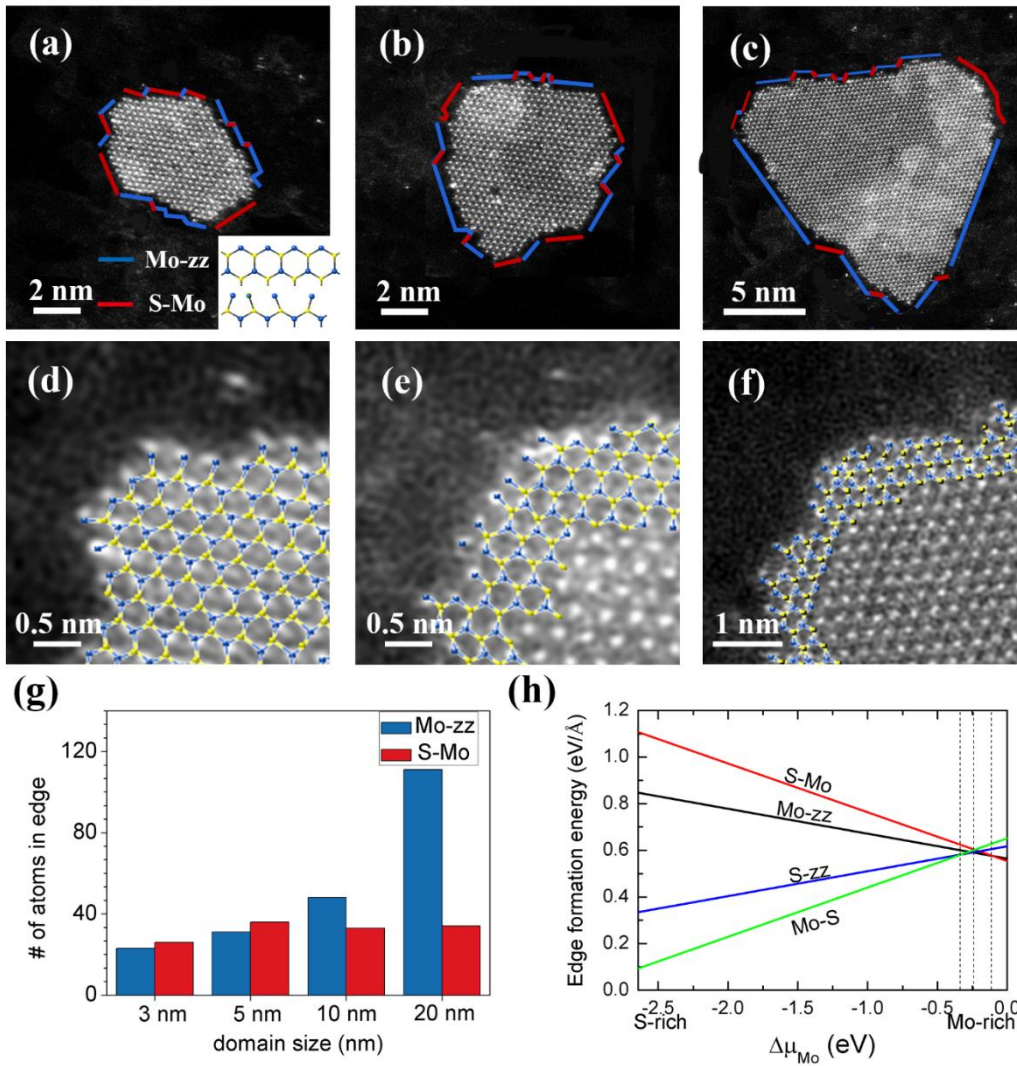 (a)
(b)
(c)
Mo-zz
S-Mo
2 nm
2 nm
5 nm
(d)
(e)
(f)
0.5 nm
0.5 nm
1 nm
(g)
(h)
# of atoms in edge
120
80
40
0
Mo-zz
S-Mo
3 nm
5 nm
10 nm
20 nm
domain size (nm)
Edge formation energy (eV/Å)
1.2
1.0
0.8
0.6
0.4
0.2
0.0
S-Mo
Mo-zz
S-zz
Mo-S
-2.5
-2.0
-1.5
-1.0
-0.5
0.0
S-rich
Mo-rich
ΔμMo (eV)